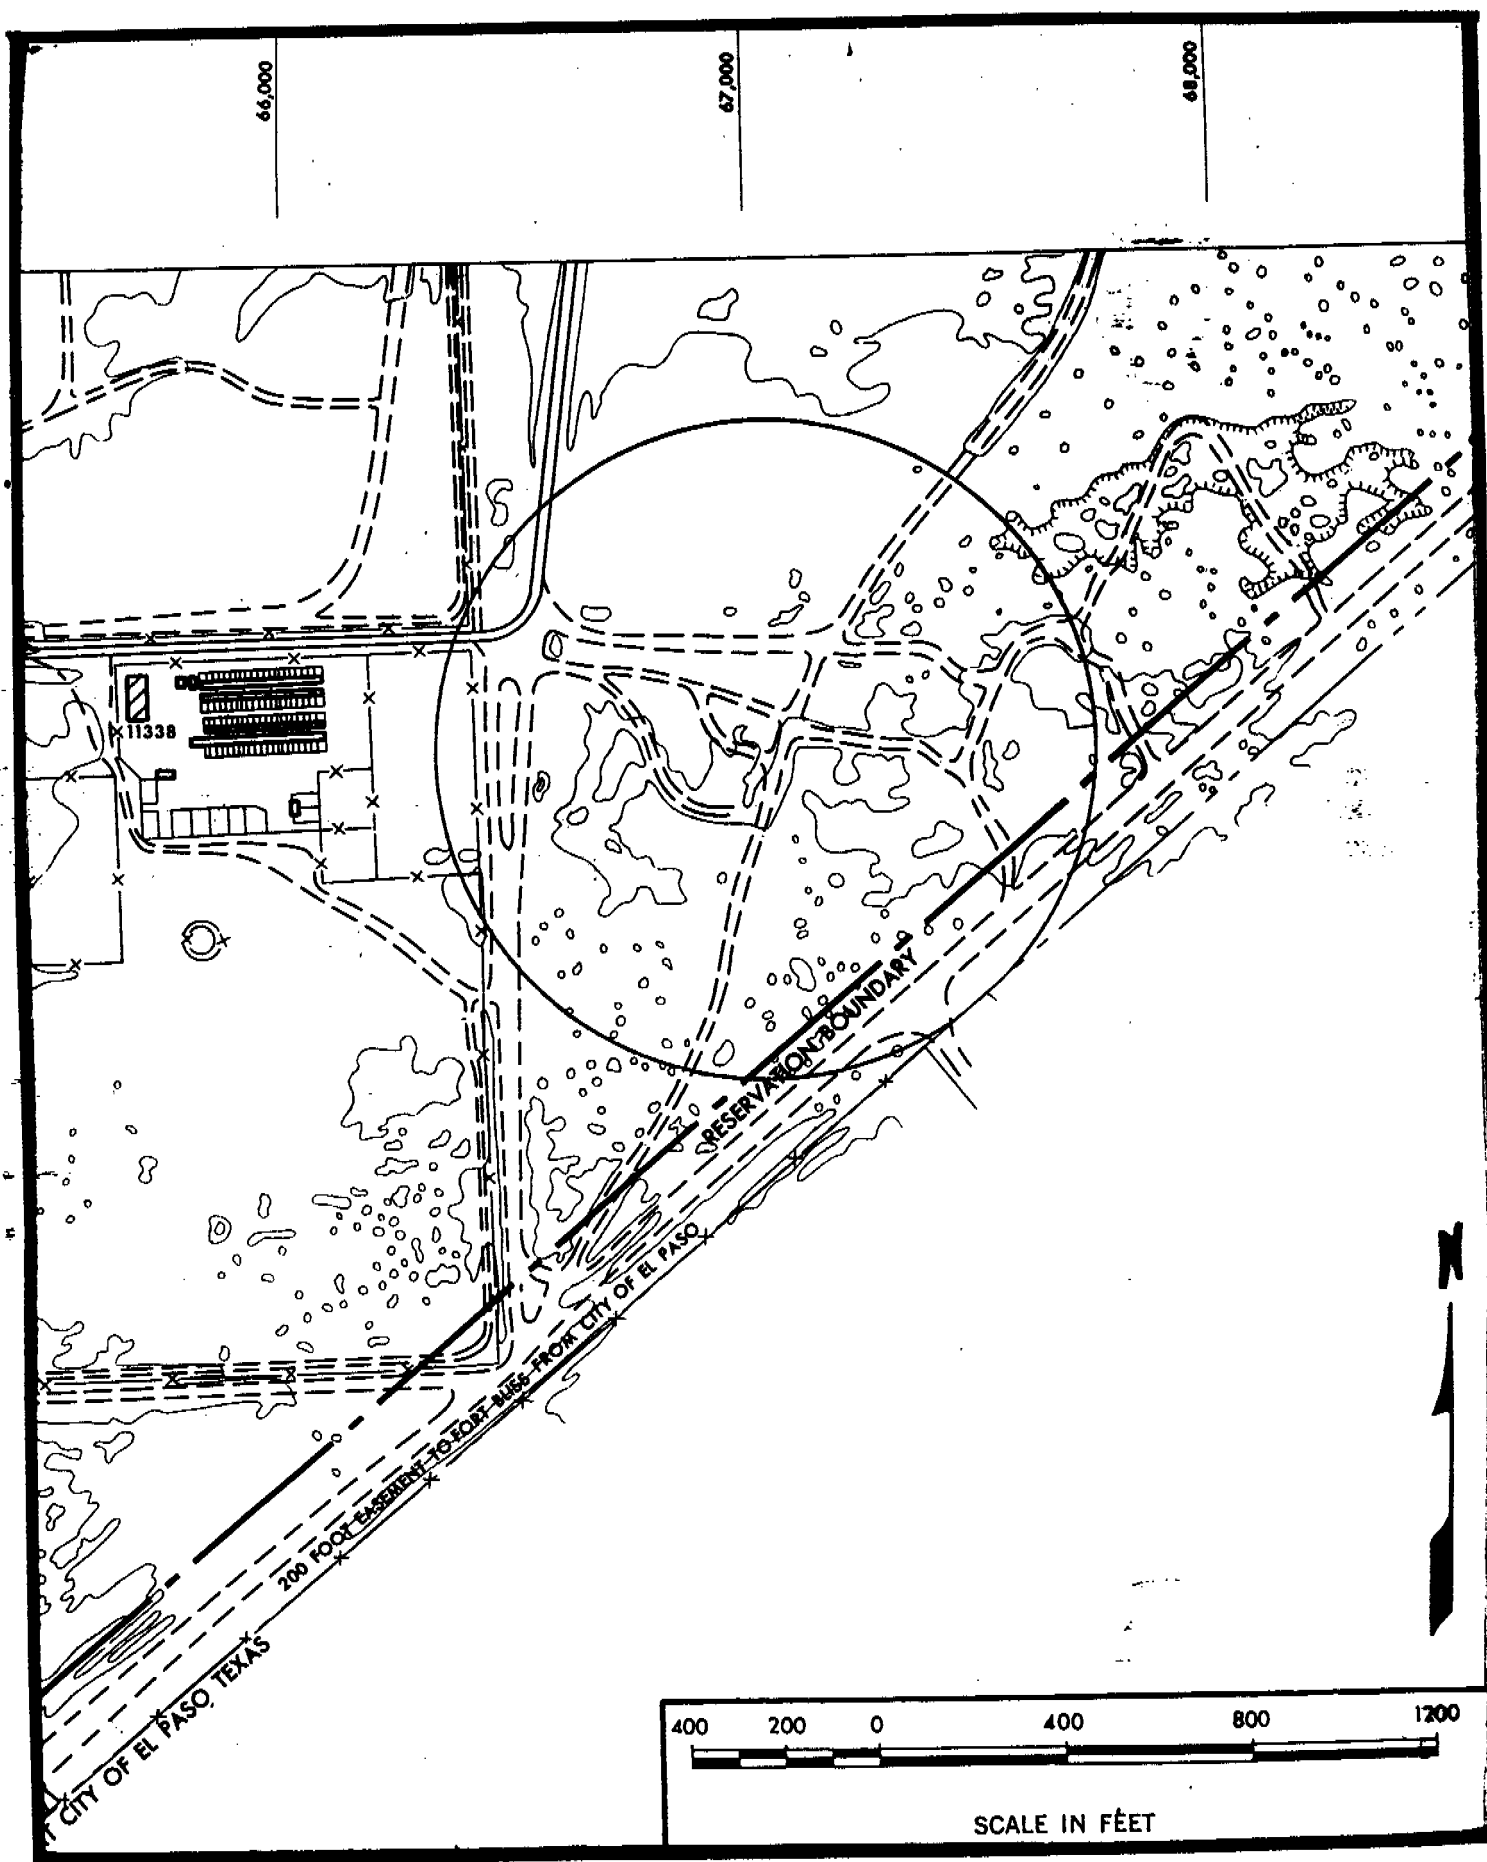 66,000
67,000
68,000
11338
RESERVATION BOUNDARY
200 FOOT EASEMENT TO FORT BLISS FROM CITY OF EL PASO
CITY OF EL PASO, TEXAS
N
400 200 0 400 800 1200
SCALE IN FEET